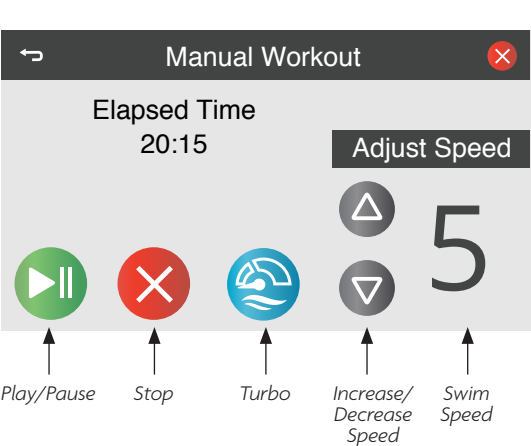 Manual Workout
Elapsed Time
20:15
Adjust Speed
5
Play/Pause
Stop
Turbo
Increase/
Decrease
Speed
Swim
Speed